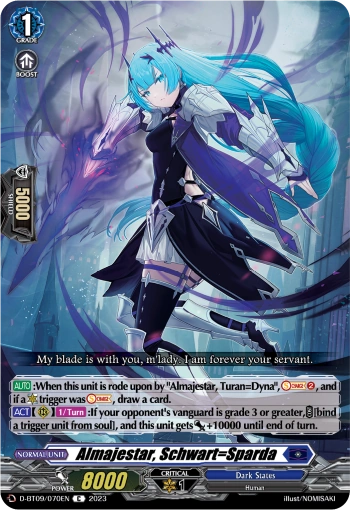 1
GRADE
BOOST
5000
SHIELD
My blade is with you, m'lady. I am forever your servant.
AUTO :When this unit is rode upon by "Almajestar, Turan=Dyna", 2, and
if a trigger was, draw a card.
ACT 1/Turn :If your opponent's vanguard is grade 3 or greater, [bind
a trigger unit from soul], and this unit gets +10000 until end of turn.
NORMAL UNIT
Almajestar, Schwart=Sparda
POWER 8000
CRITICAL
1
Dark States
Human
D-BT09/070EN C 2023
illust/NOMISAKI